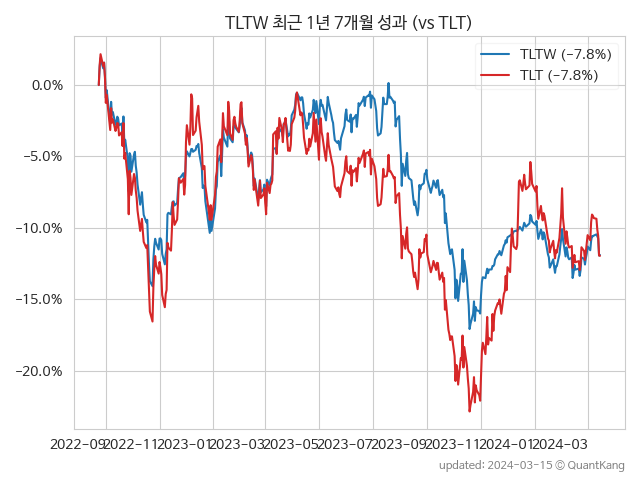 TLTW 최근 1년 7개월 성과 (vs TLT)
TLTW (−7.8%)
TLT (−7.8%)
0.0%
−5.0%
−10.0%
−15.0%
−20.0%
2022-09 2022-11 2023-01 2023-03 2023-05 2023-07 2023-09 2023-11 2024-01 2024-03
updated: 2024-03-15 © QuantKang